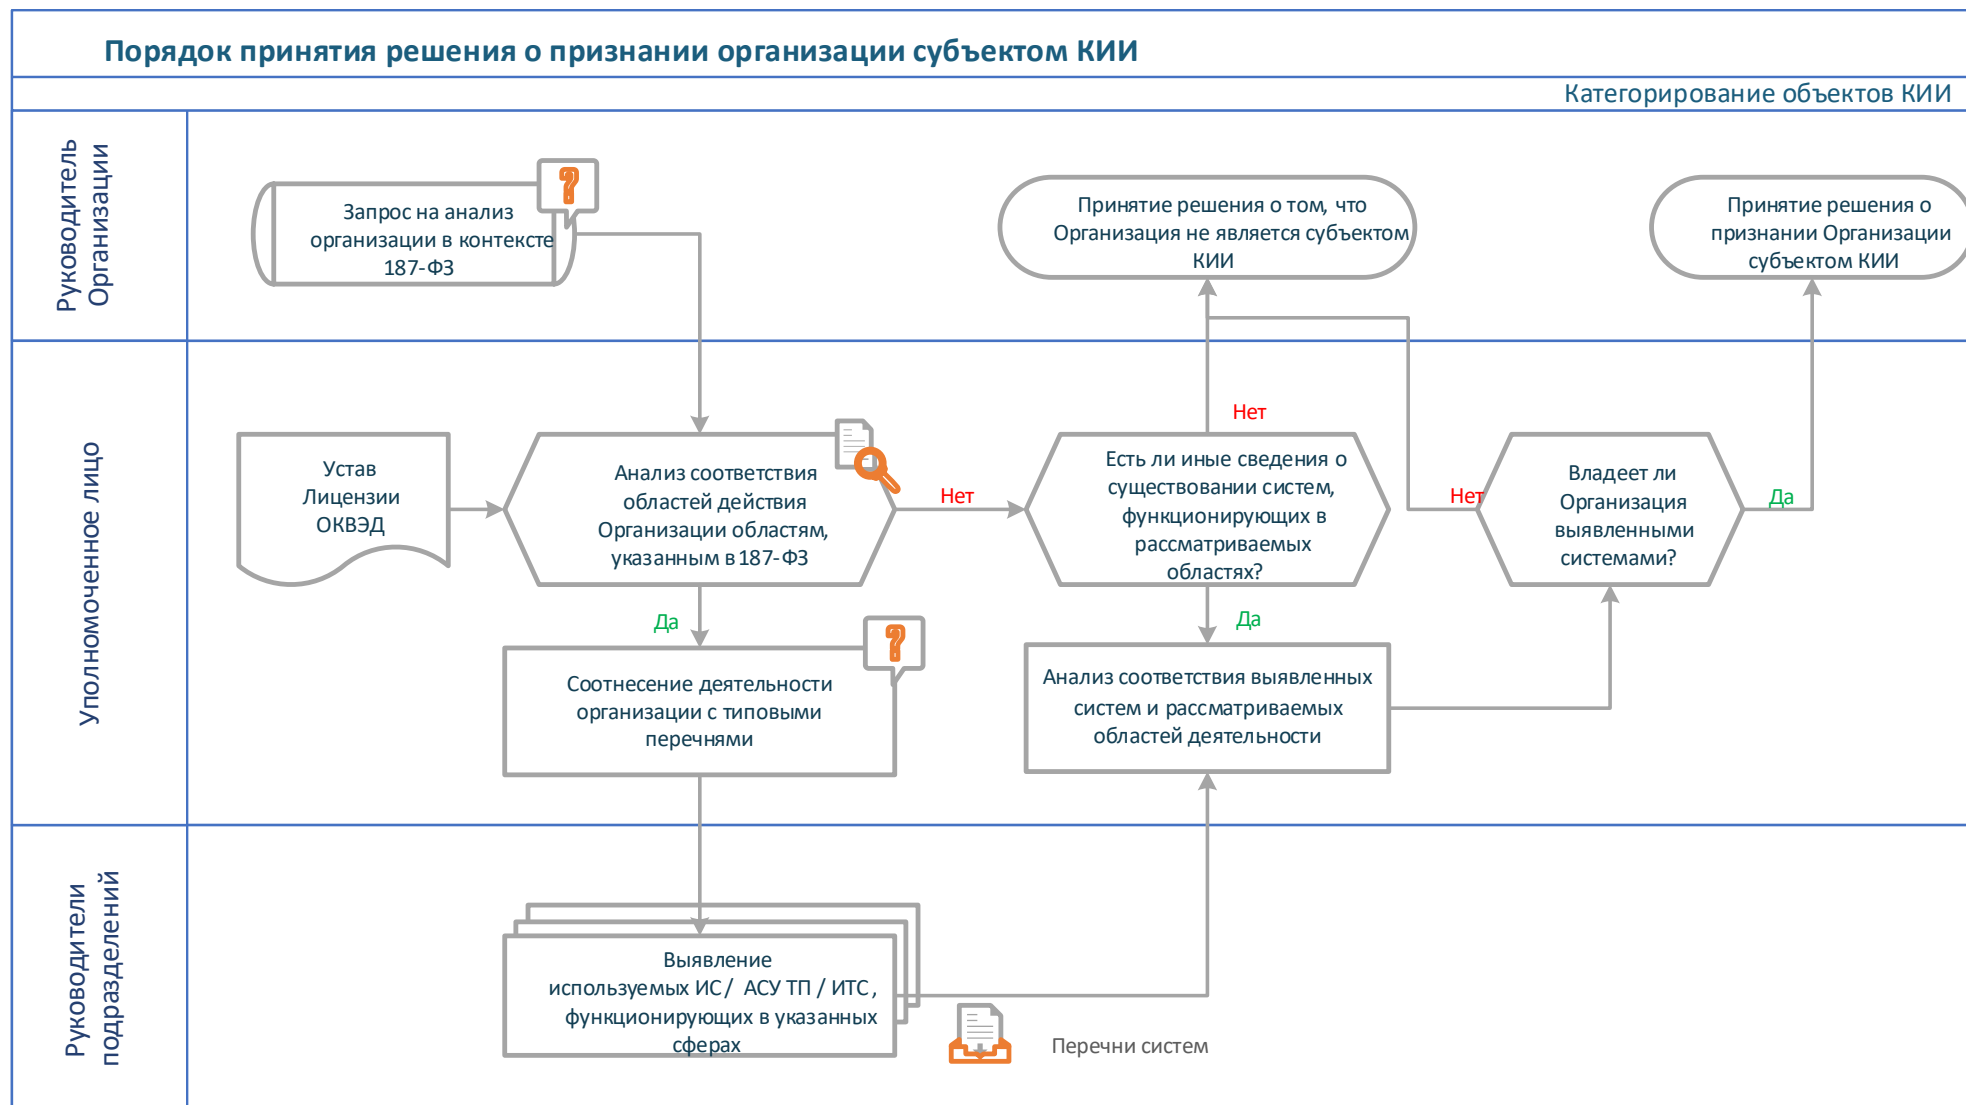 Порядок принятия решения о признании организации субъектом КИИ
Категорирование объектов КИИ
Руководитель
Организации
Запрос на анализ
организации в контексте
187-ФЗ
?
Принятие решения о том, что
Организация не является субъектом
КИИ
Принятие решения о
признании Организации
субъектом КИИ
Уполномоченное лицо
Устав
Лицензии
ОКВЭД
Анализ соответствия
областей действия
Организации областям,
указанным в 187-ФЗ
Нет
Да
Есть ли иные сведения о
существовании систем,
функционирующих в
рассматриваемых
областях?
Нет
Да
Владеет ли
Организация
выявленными
системами?
Нет
Да
Соотнесение деятельности
организации с типовыми
перечнями
?
Анализ соответствия выявленных
систем и рассматриваемых
областей деятельности
Руководители
подразделений
Выявление
используемых ИС / АСУ ТП / ИТС ,
функционирующих в указанных
сферах
Перечни систем